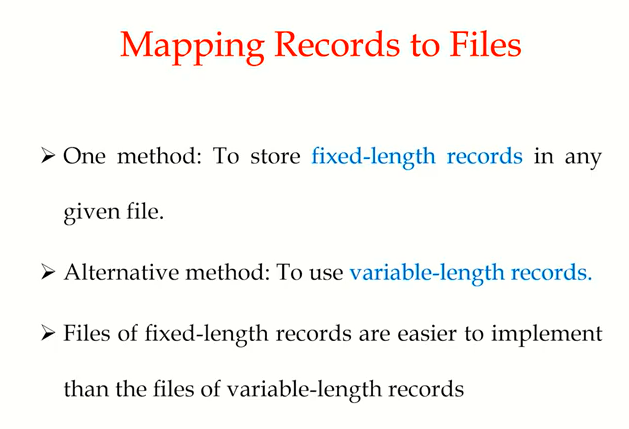 Mapping Records to Files
➢ One method: To store fixed-length records in any
given file.
➢ Alternative method: To use variable-length records.
➢ Files of fixed-length records are easier to implement
than the files of variable-length records